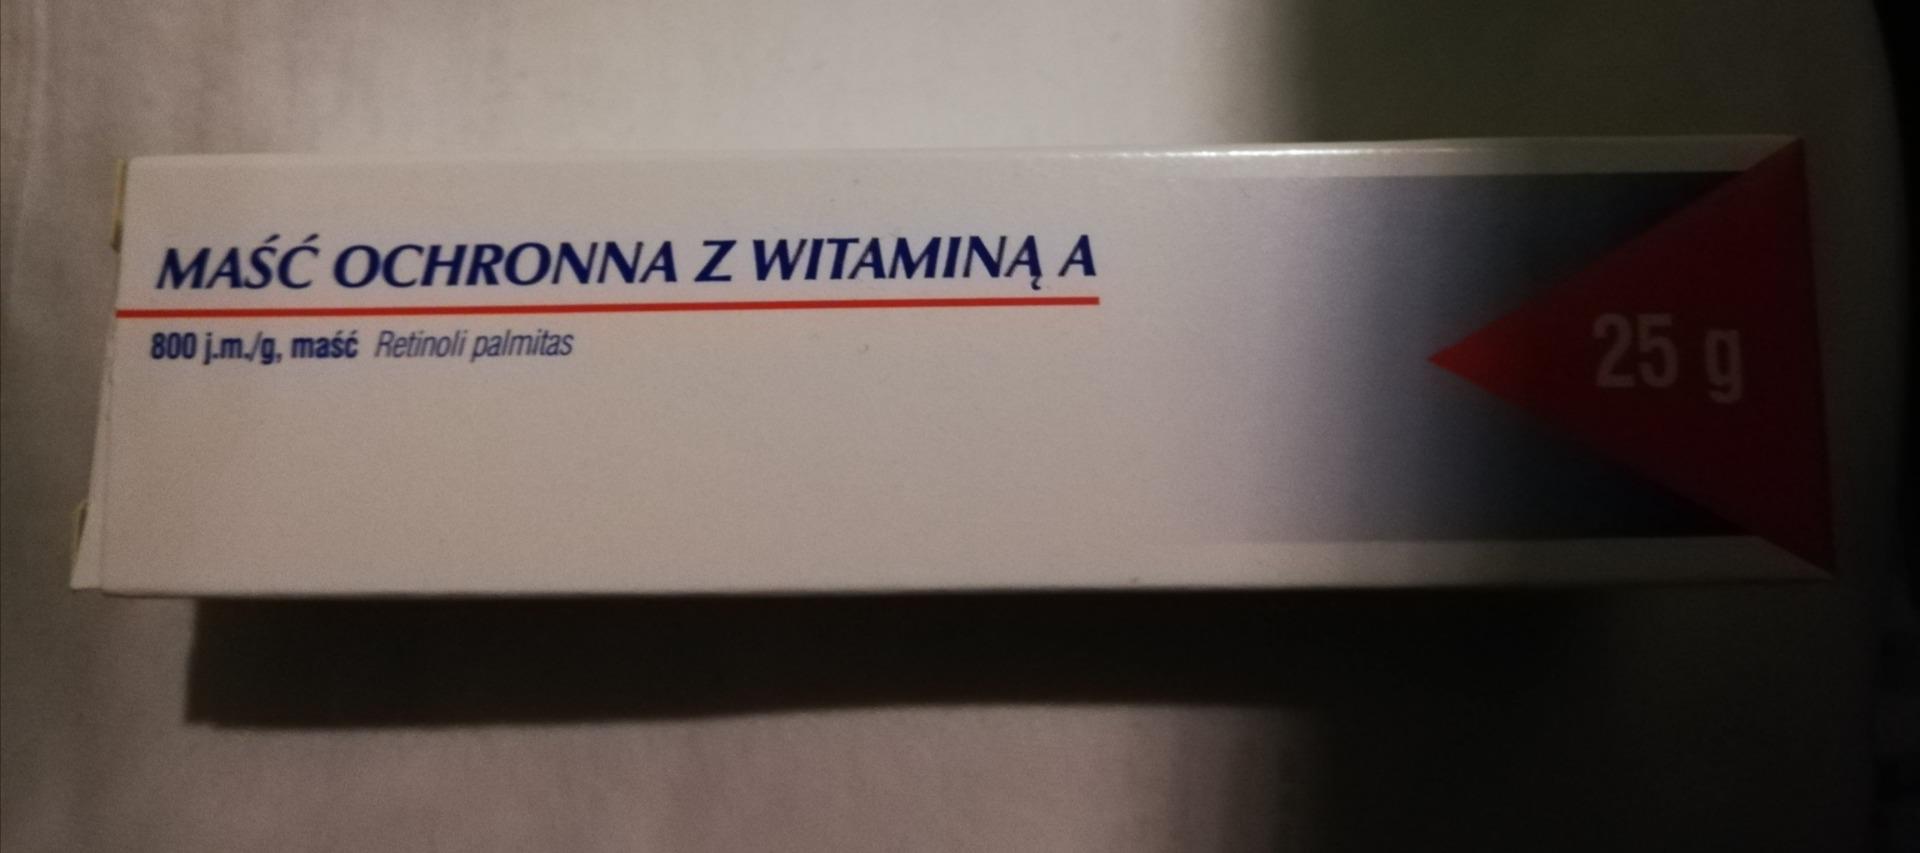 MAŚĆ OCHRONNA Z WITAMINĄ A
800 j.m./g, maść Retinoli palmitas
25 g